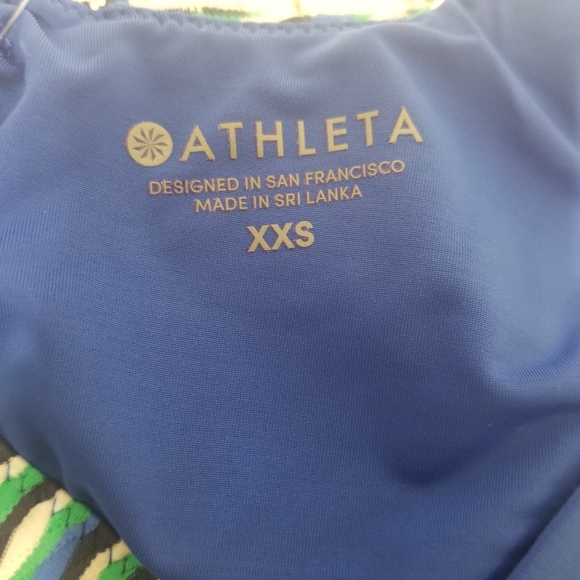 ATHLETA
DESIGNED IN SAN FRANCISCO
MADE IN SRI LANKA
XXS